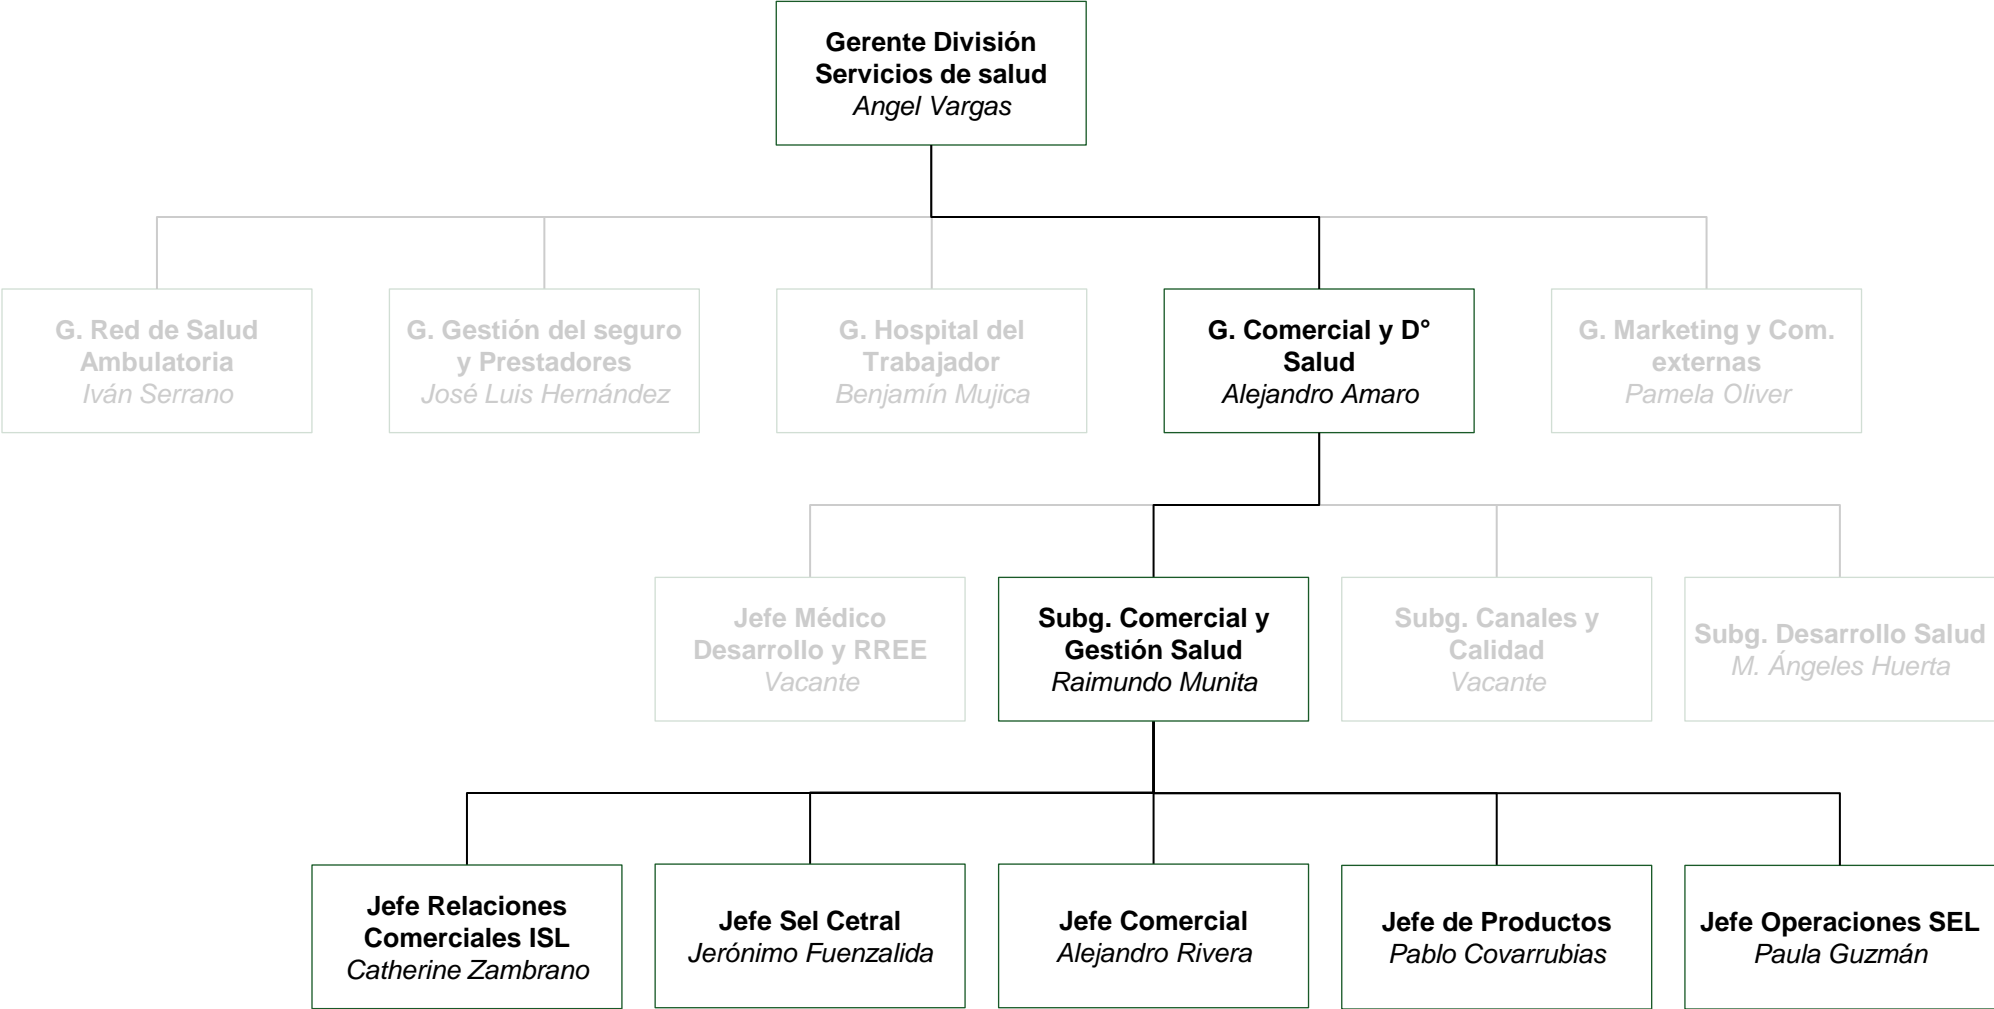 Gerente División
Servicios de salud
Angel Vargas
G. Red de Salud
Ambulatoria
Iván Serrano
G. Gestión del seguro
y Prestadores
José Luis Hernández
G. Hospital del
Trabajador
Benjamín Mujica
G. Comercial y D°
Salud
Alejandro Amaro
G. Marketing y Com.
externas
Pamela Oliver
Jefe Médico
Desarrollo y RREE
Vacante
Subg. Comercial y
Gestión Salud
Raimundo Munita
Subg. Canales y
Calidad
Vacante
Subg. Desarrollo Salud
M. Ángeles Huerta
Jefe Relaciones
Comerciales ISL
Catherine Zambrano
Jefe Sel Cetral
Jerónimo Fuenzalida
Jefe Comercial
Alejandro Rivera
Jefe de Productos
Pablo Covarrubias
Jefe Operaciones SEL
Paula Guzmán